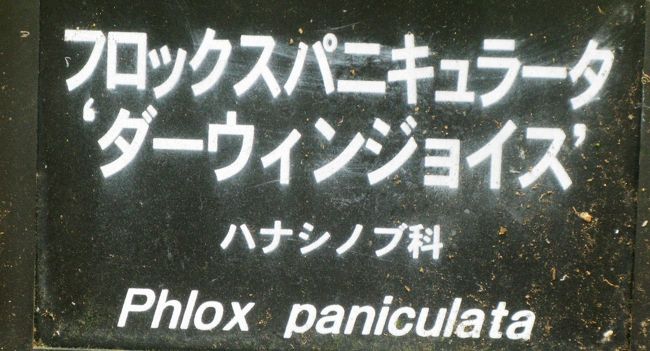 フロックスパニキュラータ
‘ダーウィンジョイス’
ハナシノブ科
Phlox paniculata